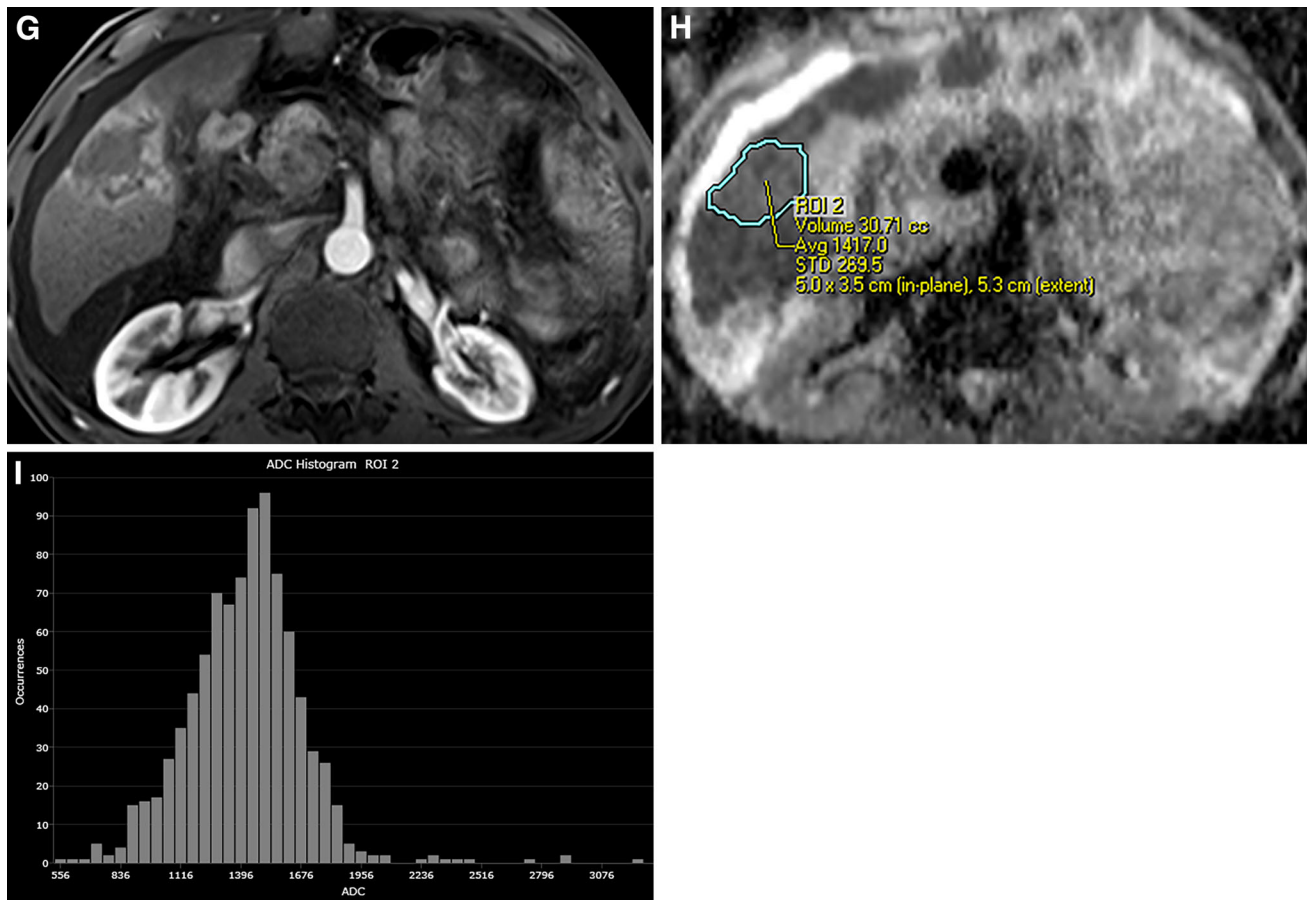 G
H
ROI 2
Volume 30.71 cc
Avg 1417.0
STD 289.5
5.0 x 3.5 cm (in-plane), 5.3 cm (extent)
I
ADC Histogram ROI 2
100
90
80
70
60
50
40
30
20
10
0
Occurrences
556 836 1116 1396 1676 1956 2236 2516 2796 3076
ADC